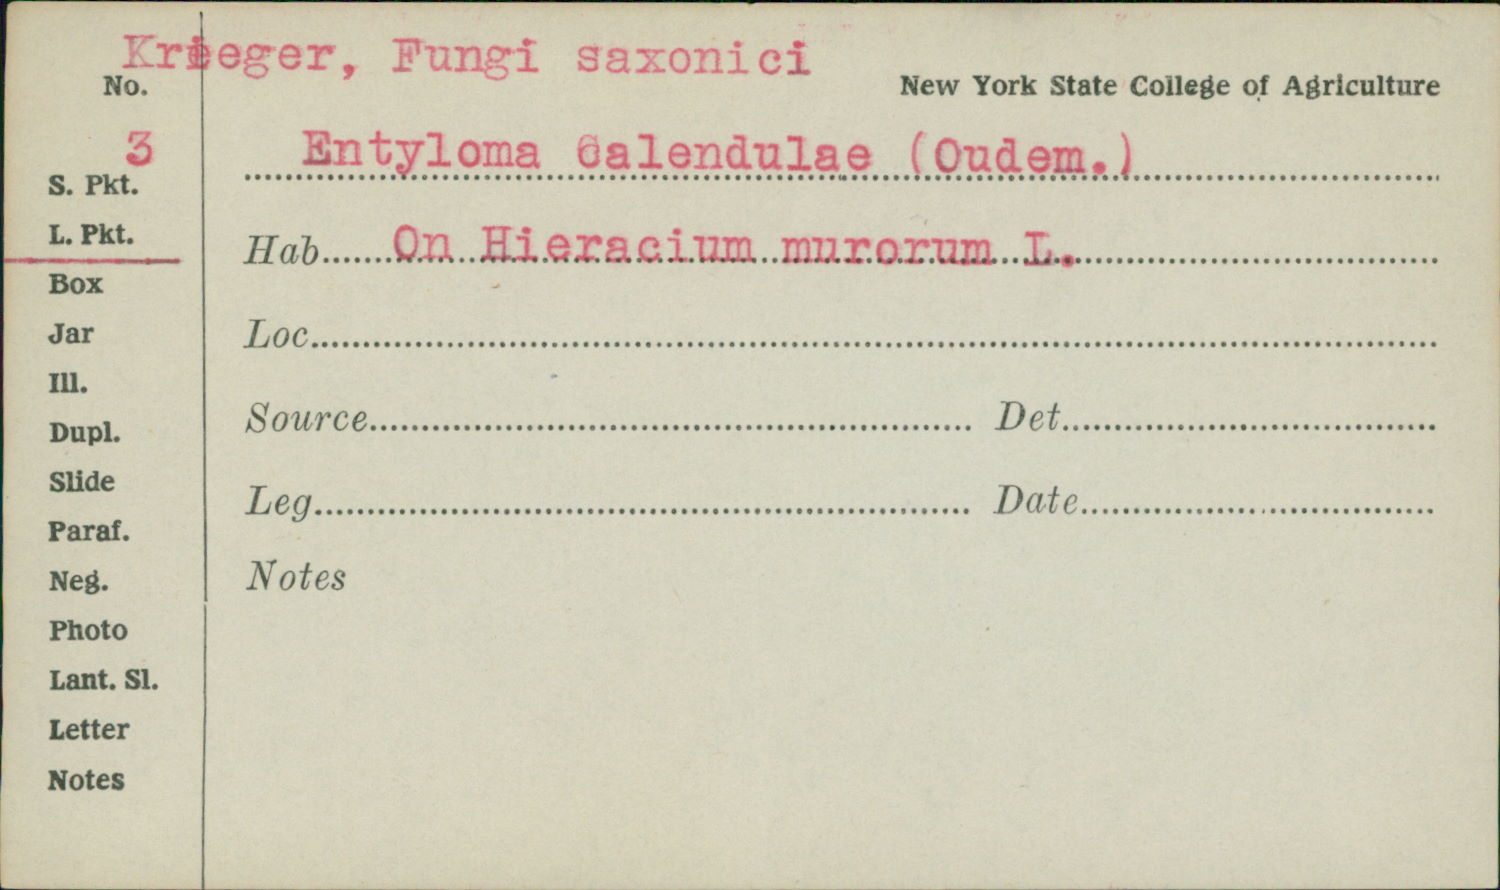 Krieger, Fungi saxonici
No.
New York State College of Agriculture
3
Entyloma Calendulae (Oudem.)
S. Pkt.
L. Pkt.
Hab. On Hieracium murorum L.
Box
Jar
Loc.
Ill.
Dupl.
Source
Det.
Slide
Leg.
Date
Paraf.
Neg.
Notes
Photo
Lant. Sl.
Letter
Notes